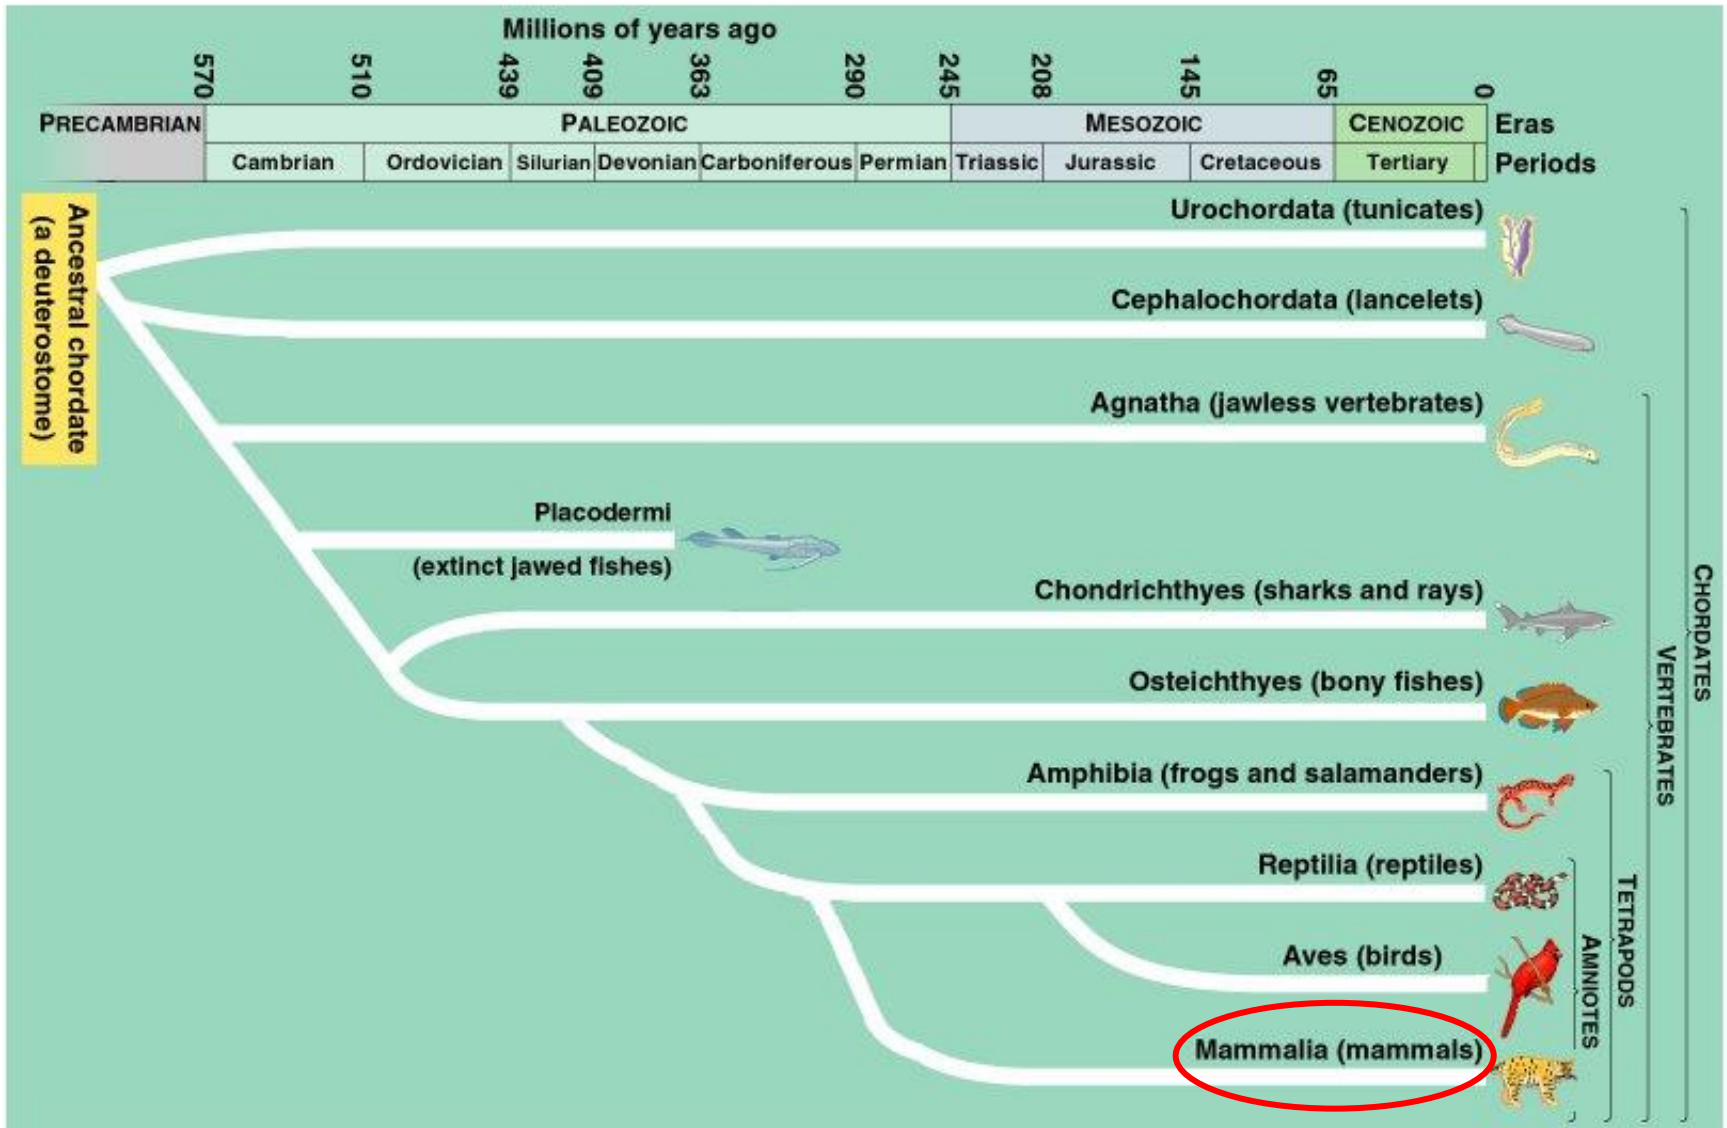 Millions of years ago
570 510 439 409 363 290 245 208 145 65 0
PRECAMBRIAN PALEOZOIC MESOZOIC CENOZOIC Eras
Cambrian Ordovician Silurian Devonian Carboniferous Permian Triassic Jurassic Cretaceous Tertiary Periods
Ancestral chordate
(a deuterostome)
Urochordata (tunicates)
Cephalochordata (lancelets)
Agnatha (jawless vertebrates)
Placodermi
(extinct jawed fishes)
Chondrichthyes (sharks and rays)
Osteichthyes (bony fishes)
Amphibia (frogs and salamanders)
Reptilia (reptiles)
Aves (birds)
Mammalia (mammals)
CHORDATES
VERTEBRATES
TETRAPODS
AMNIOTES